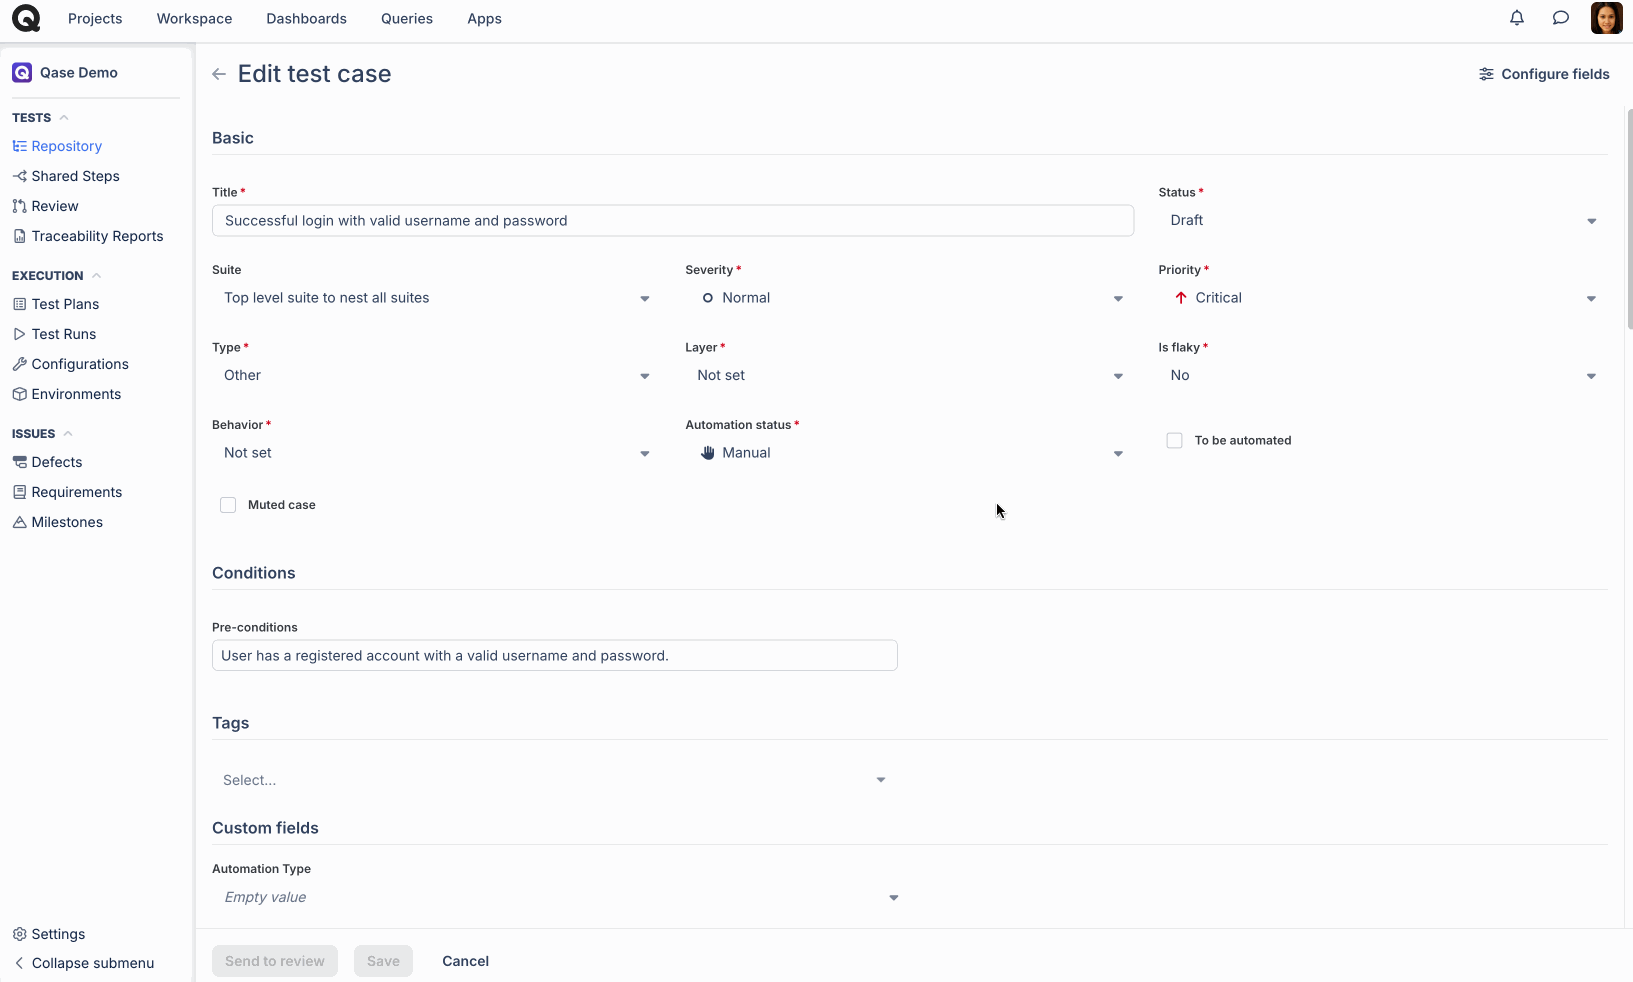 Projects
Workspace
Dashboards
Queries
Apps
Qase Demo
TESTS
Repository
Shared Steps
Review
Traceability Reports
EXECUTION
Test Plans
Test Runs
Configurations
Environments
ISSUES
Defects
Requirements
Milestones
Settings
Collapse submenu
Edit test case
Configure fields
Basic
Title *
Successful login with valid username and password
Status *
Draft
Suite
Top level suite to nest all suites
Severity *
Normal
Priority *
Critical
Type *
Other
Layer *
Not set
Is flaky *
No
Behavior *
Not set
Automation status *
Manual
To be automated
Muted case
Conditions
Pre-conditions
User has a registered account with a valid username and password.
Tags
Select...
Custom fields
Automation Type
Empty value
Send to review
Save
Cancel